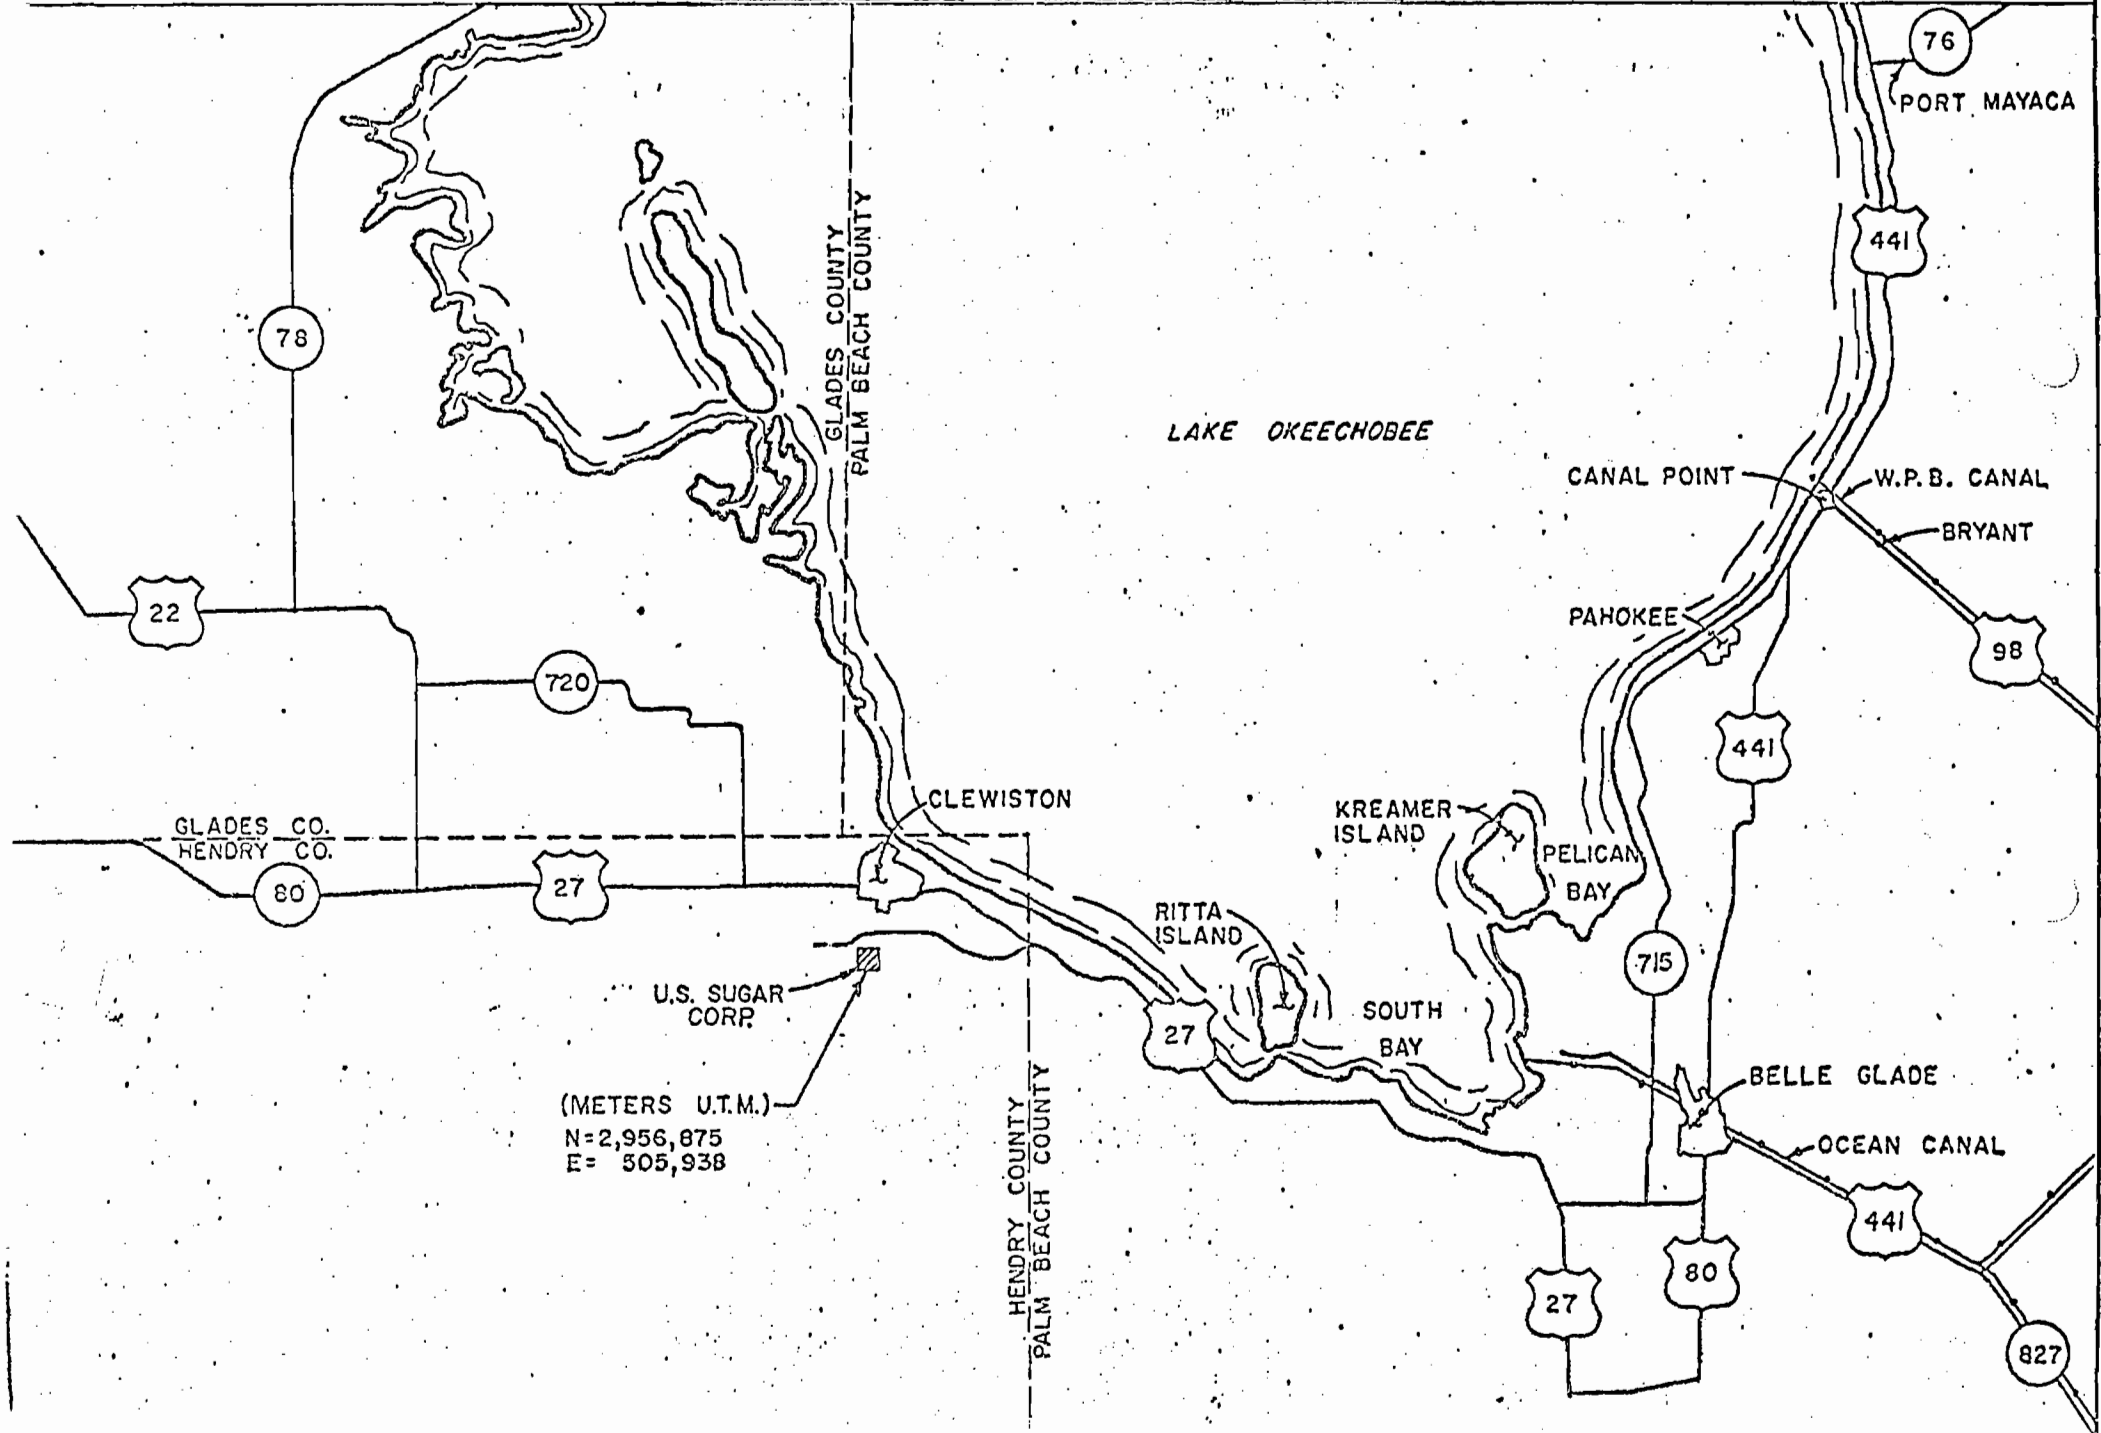 76
PORT MAYACA
441
GLADES COUNTY
PALM BEACH COUNTY
78
LAKE OKEECHOBEE
CANAL POINT
W.P.B. CANAL
BRYANT
22
PAHOKEE
98
720
441
CLEWISTON
KREAMER
ISLAND
GLADES CO.
HENDRY CO.
PELICAN
BAY
80
27
RITTA
ISLAND
715
U.S. SUGAR
CORP.
SOUTH
BAY
27
(METERS U.T.M.)
N=2,956,875
E= 505,938
HENDRY COUNTY
PALM BEACH COUNTY
BELLE GLADE
OCEAN CANAL
441
80
27
827